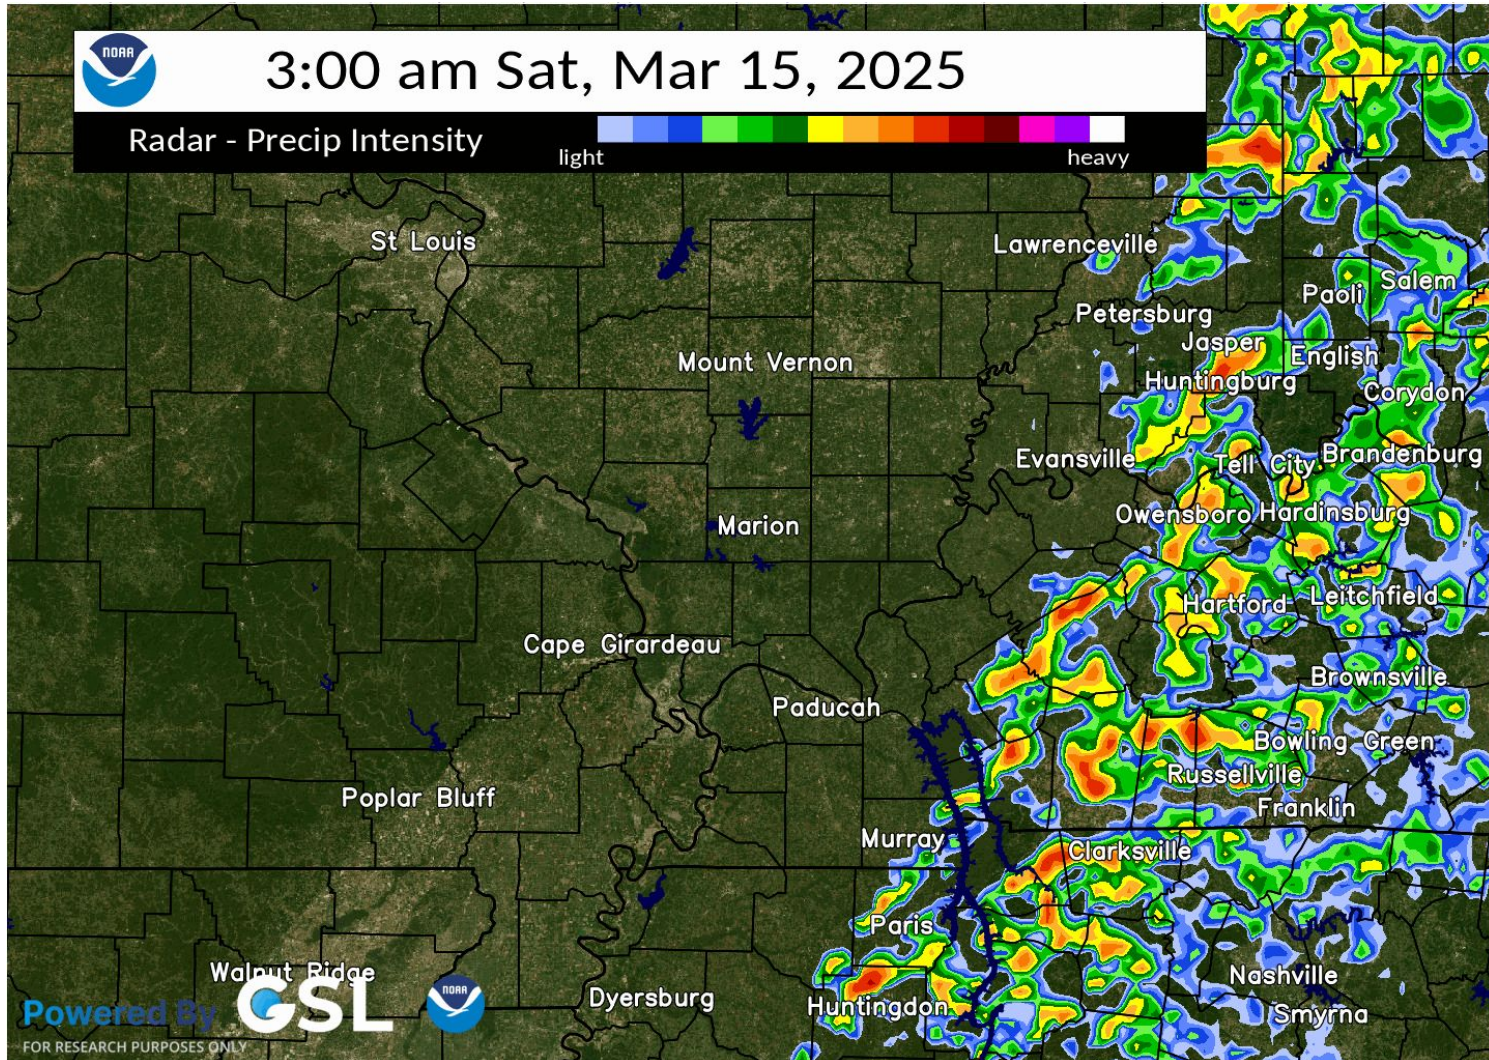 NOAA
3:00 am Sat, Mar 15, 2025
Radar - Precip Intensity
light
heavy
St Louis
Lawrenceville
Salem
Paoli
Petersburg
Jasper
English
Mount Vernon
Huntingburg
Corydon
Evansville
Tell City
Brandenburg
Owensboro
Hardinsburg
Marion
Hartford
Leitchfield
Cape Girardeau
Brownsville
Paducah
Bowling Green
Russellville
Poplar Bluff
Franklin
Murray
Clarksville
Paris
Walnut Ridge
Nashville
Dyersburg
Huntingdon
Smyrna
Powered By
GSL
NOAA
FOR RESEARCH PURPOSES ONLY